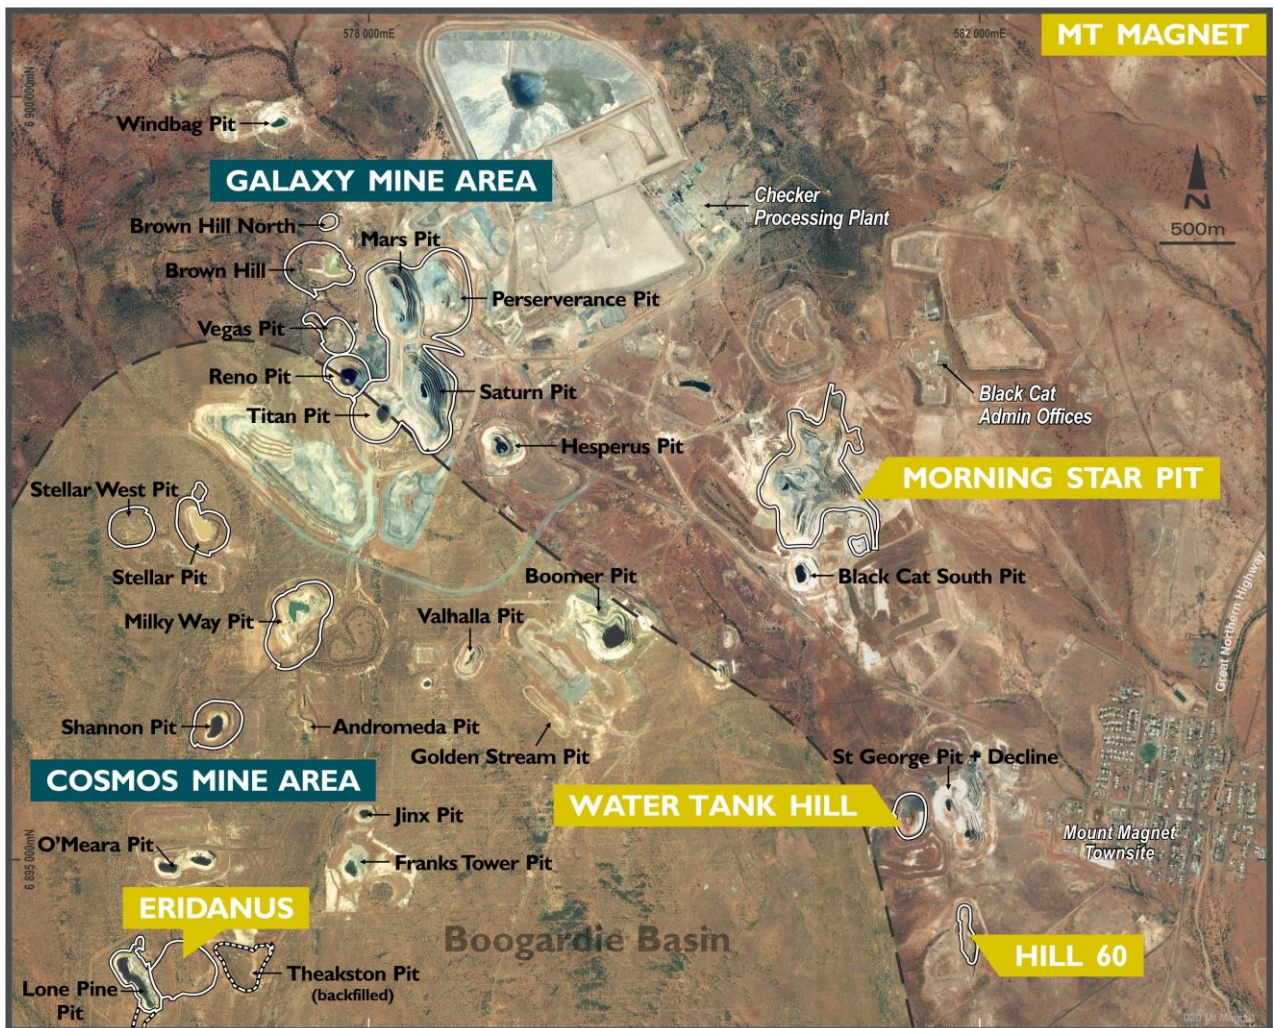 MT MAGNET
578 000mE
582 000mE
6 900000mN
Windbag Pit
GALAXY MINE AREA
Checker
Processing Plant
N
500m
Brown Hill North
Mars Pit
Brown Hill
Perserverance Pit
Vegas Pit
Reno Pit
Saturn Pit
Black Cat
Admin Offices
Titan Pit
Hesperus Pit
MORNING STAR PIT
Stellar West Pit
Stellar Pit
Boomer Pit
Black Cat South Pit
Milky Way Pit
Valhalla Pit
Great Northern Highway
Shannon Pit
Andromeda Pit
Golden Stream Pit
St George Pit + Decline
COSMOS MINE AREA
WATER TANK HILL
Jinx Pit
Mount Magnet
Townsite
O'Meara Pit
6 895 000mN
Franks Tower Pit
ERIDANUS
Boogardie Basin
HILL 60
Theakston Pit
(backfilled)
Lone Pine
Pit